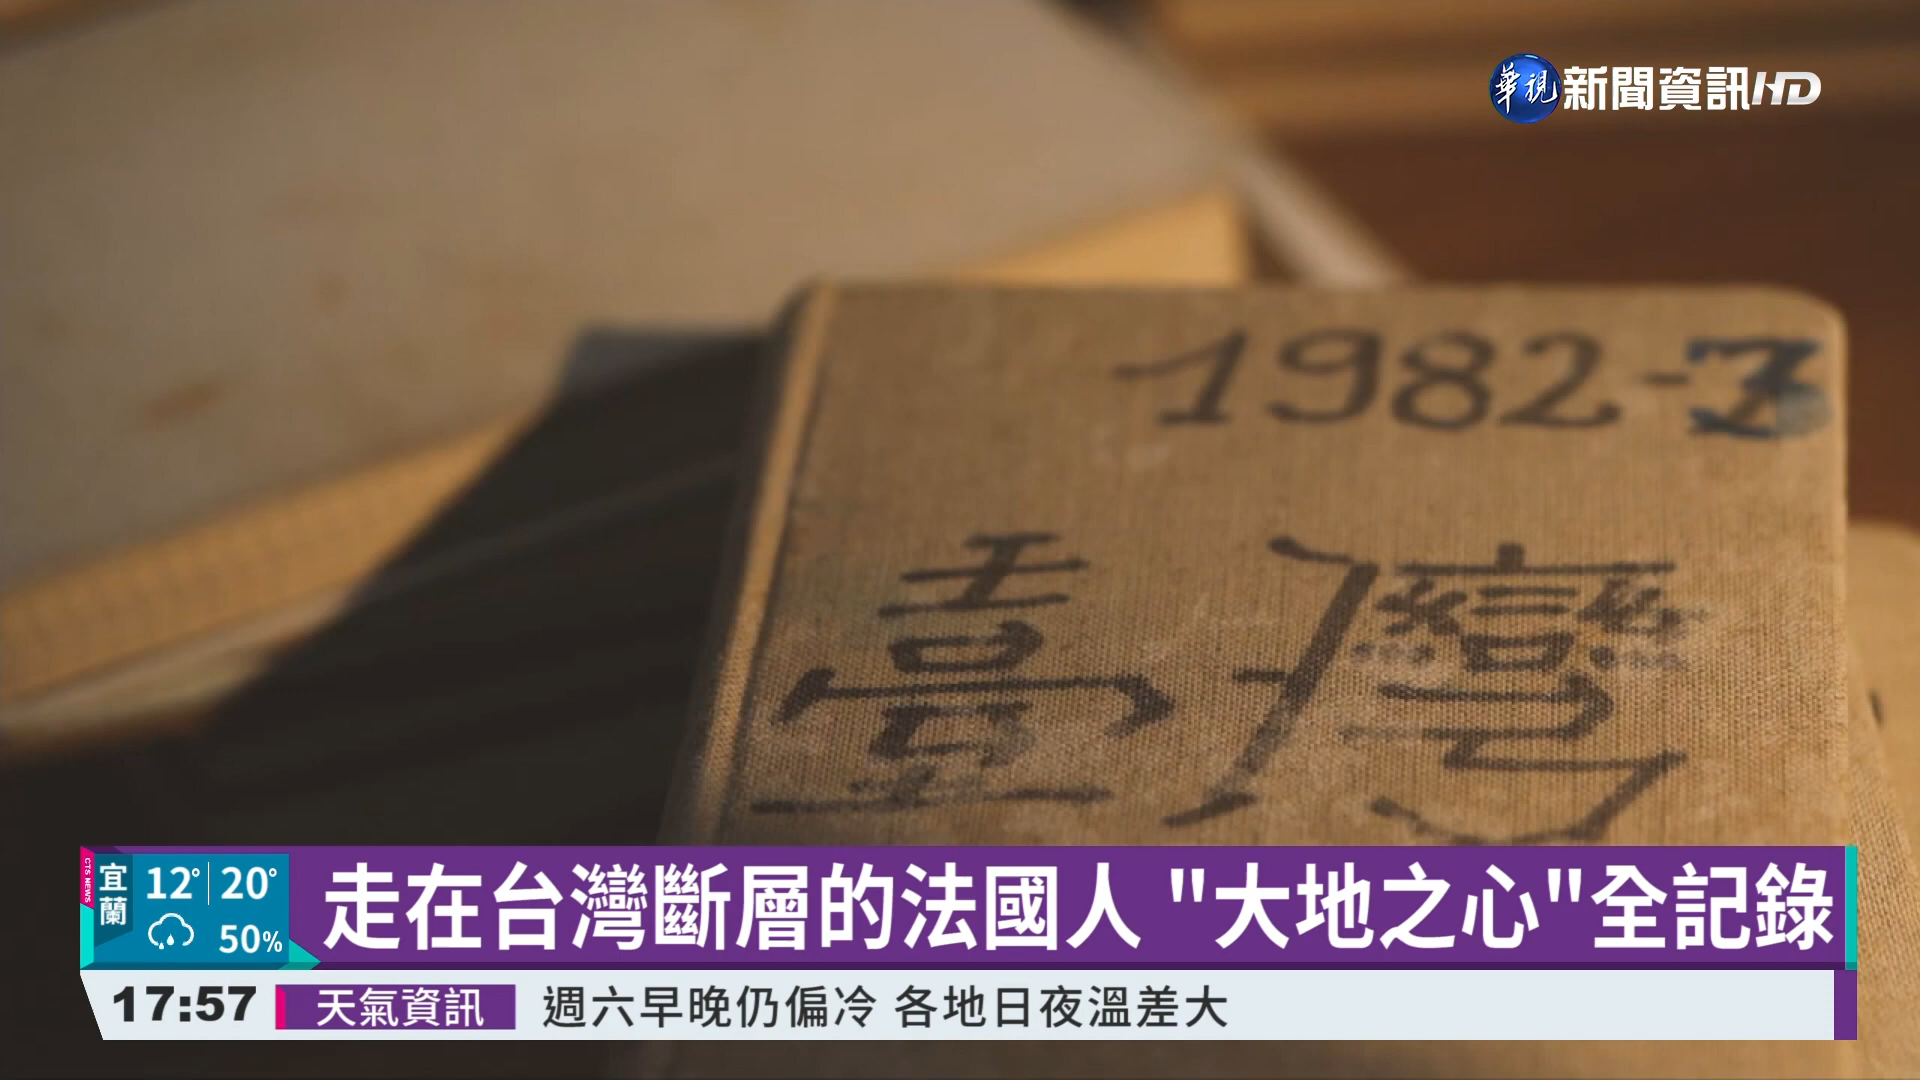 華視新聞資訊HD
1982-
臺灣
CTS NEWS
宜蘭
12° 20°
50%
走在台灣斷層的法國人 "大地之心"全記錄
17:57 天氣資訊 週六早晚仍偏冷 各地日夜溫差大